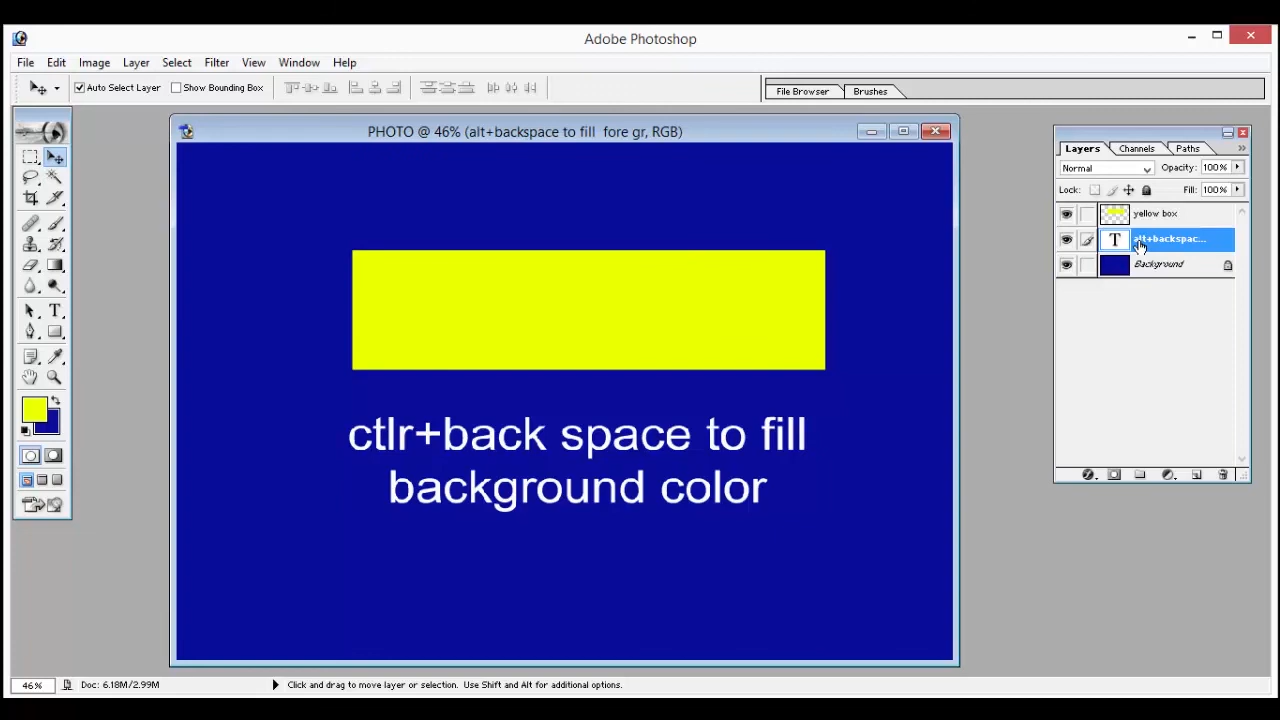 Adobe Photoshop
File Edit Image Layer Select Filter View Window Help
Auto Select Layer Show Bounding Box
File Browser Brushes
PHOTO @ 46% (alt+backspace to fill fore gr, RGB)
ctlr+back space to fill
background color
Layers Channels Paths
Normal Opacity: 100%
Lock: Fill: 100%
yellow box
T alt+backspac...
Background
46% Doc: 6.18M/2.99M Click and drag to move layer or selection. Use Shift and Alt for additional options.